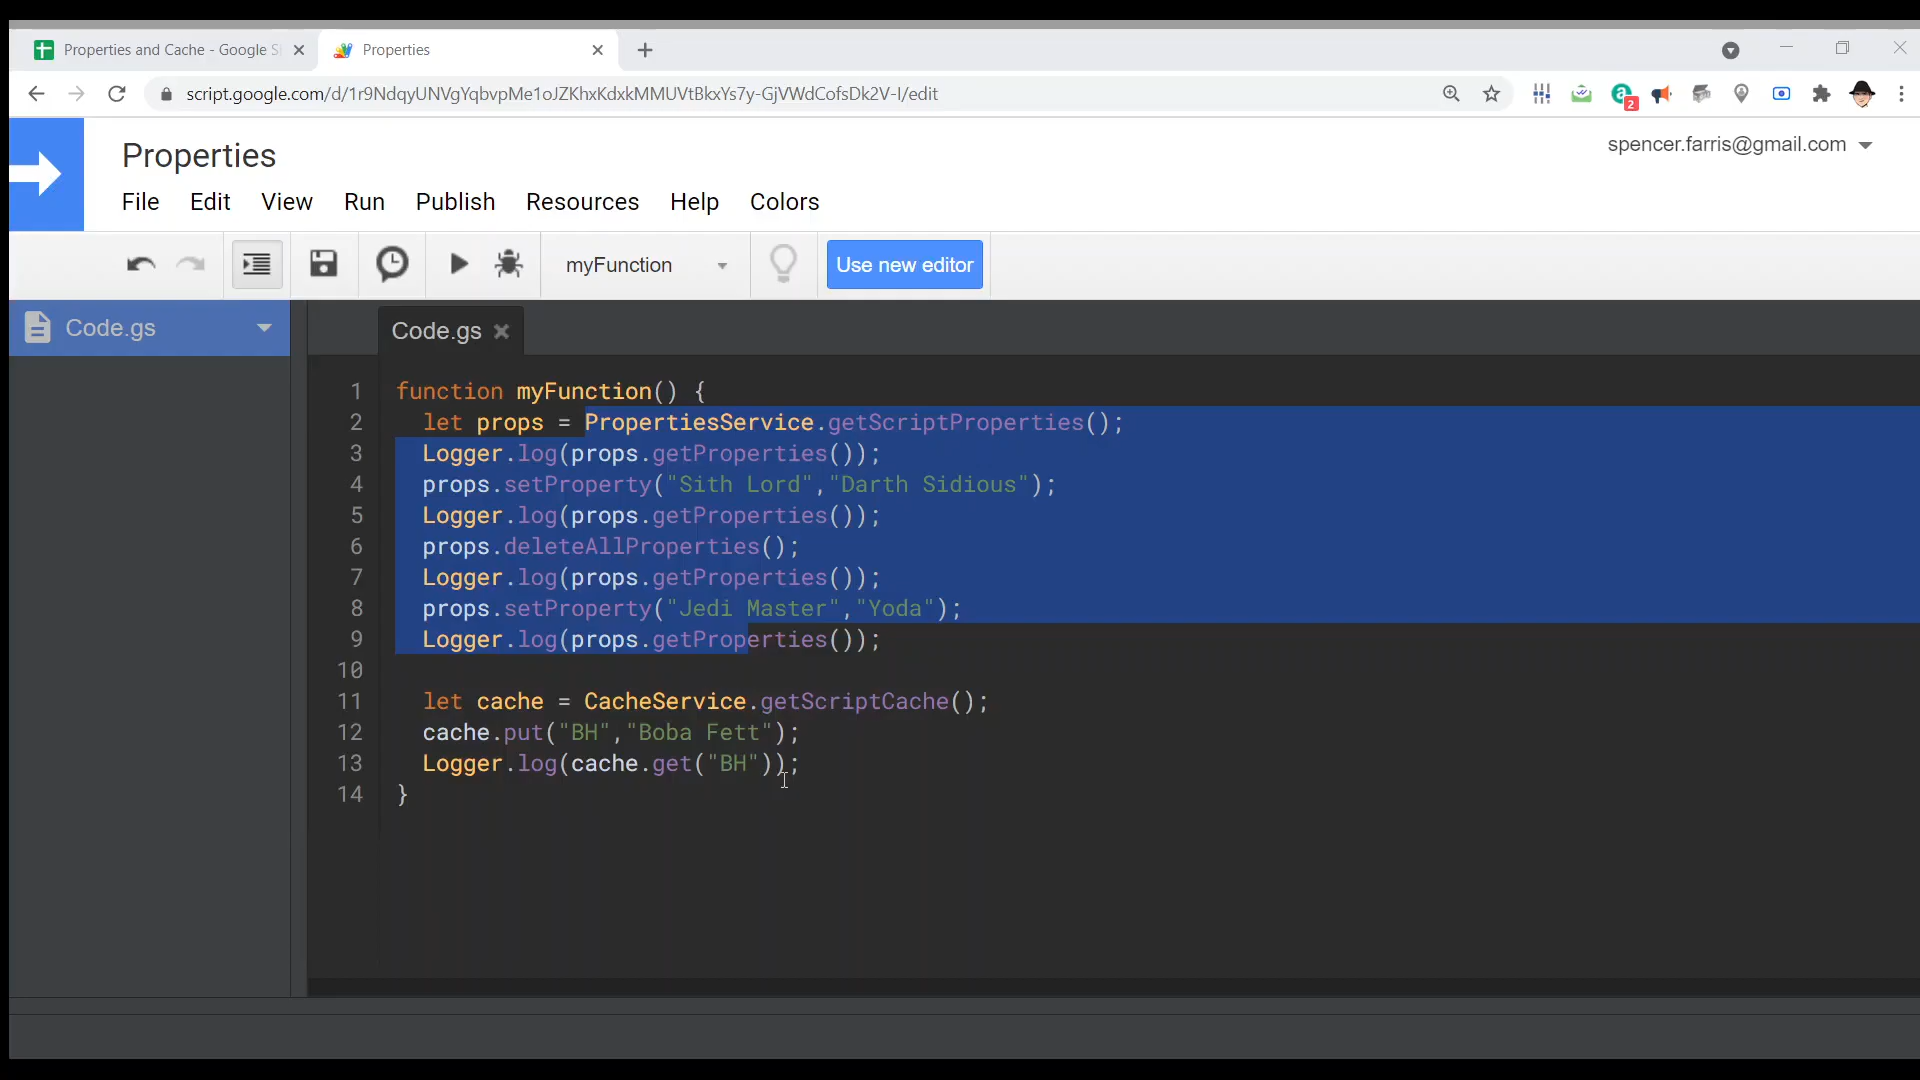 Properties and Cache - Google S
Properties
script.google.com/d/1r9NdqyUNVgYqbvpMe1oJZKhxKdxkMMUVtBkxYs7y-GjVWdCofsDk2V-I/edit
2
Properties
spencer.farris@gmail.com
File Edit View Run Publish Resources Help Colors
myFunction
Use new editor
Code.gs
Code.gs
1 function myFunction() {
2 let props = PropertiesService.getScriptProperties();
3 Logger.log(props.getProperties());
4 props.setProperty("Sith Lord","Darth Sidious");
5 Logger.log(props.getProperties());
6 props.deleteAllProperties();
7 Logger.log(props.getProperties());
8 props.setProperty("Jedi Master","Yoda");
9 Logger.log(props.getProperties());
10
11 let cache = CacheService.getScriptCache();
12 cache.put("BH","Boba Fett");
13 Logger.log(cache.get("BH"));
14 }